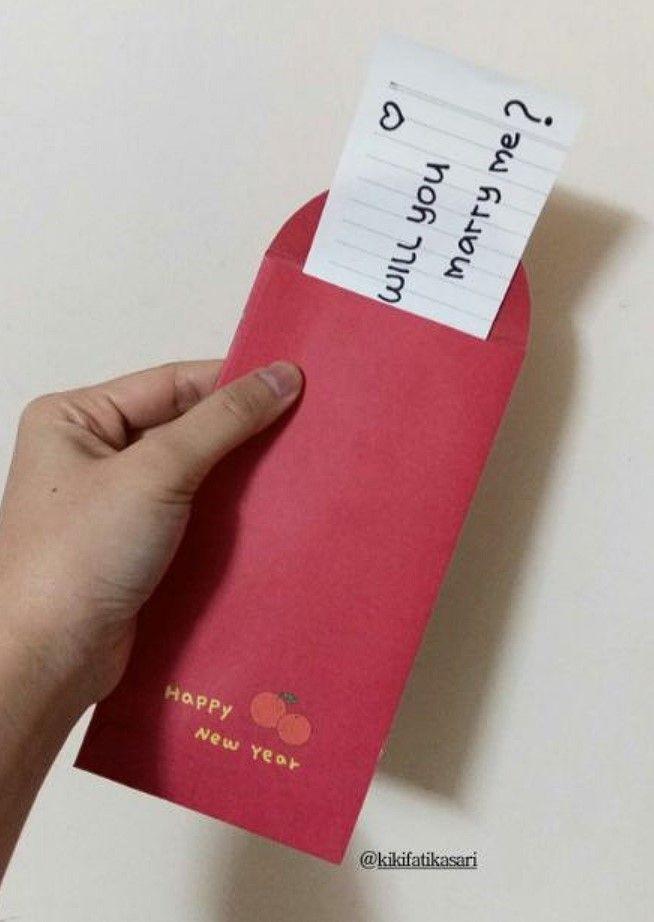 ♡
WILL YOU
marry me?
Happy
New Year
@kikifatikasari